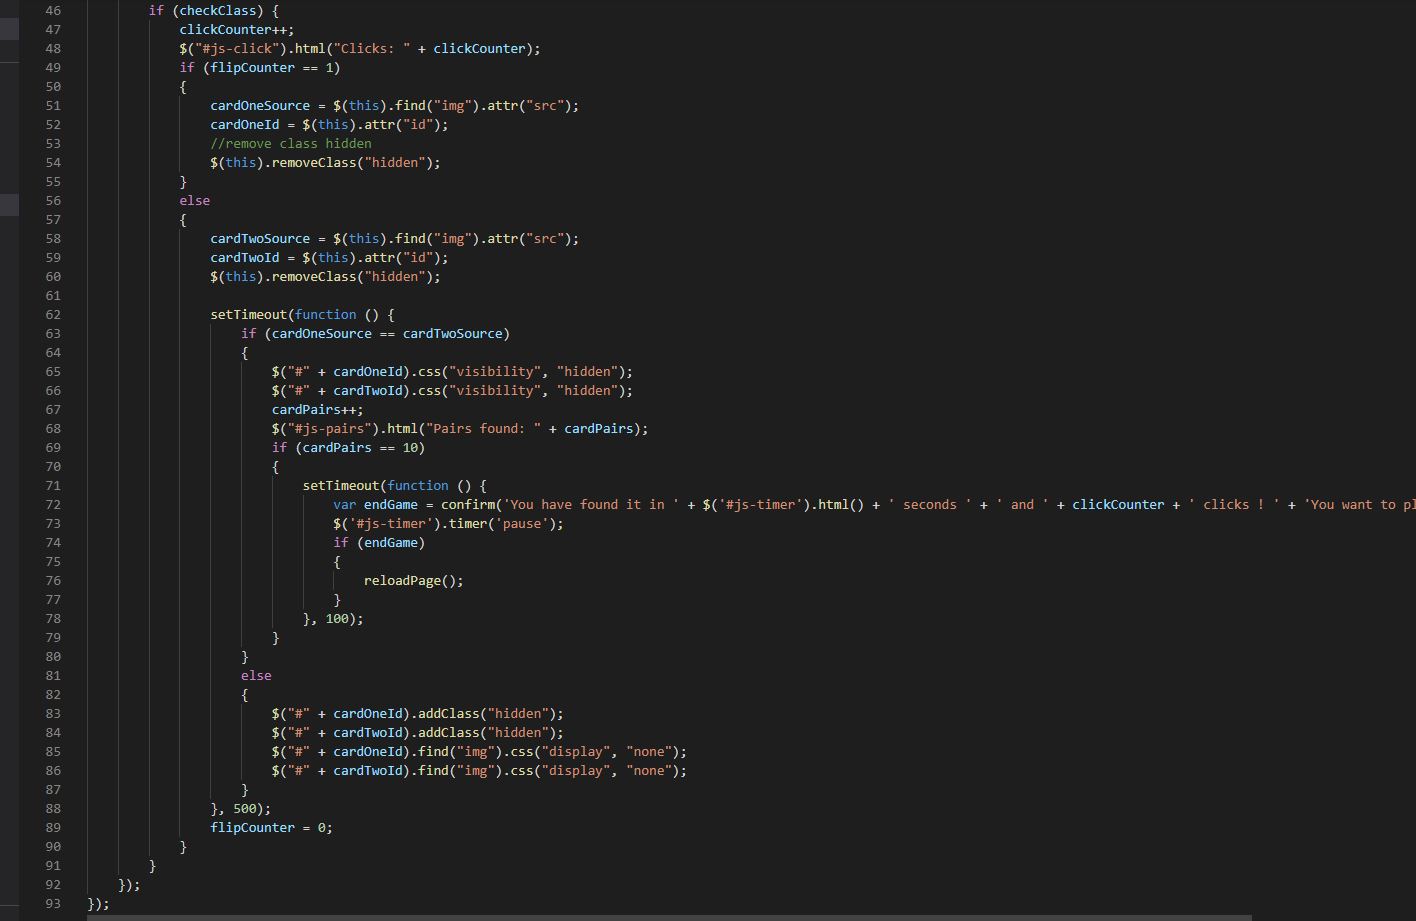 46 if (checkClass) {
47 clickCounter++;
48 $("#js-click").html("Clicks: " + clickCounter);
49 if (flipCounter == 1)
50 {
51 cardOneSource = $(this).find("img").attr("src");
52 cardOneId = $(this).attr("id");
53 //remove class hidden
54 $(this).removeClass("hidden");
55 }
56 else
57 {
58 cardTwoSource = $(this).find("img").attr("src");
59 cardTwoId = $(this).attr("id");
60 $(this).removeClass("hidden");
61
62 setTimeout(function () {
63 if (cardOneSource == cardTwoSource)
64 {
65 $("#" + cardOneId).css("visibility", "hidden");
66 $("#" + cardTwoId).css("visibility", "hidden");
67 cardPairs++;
68 $("#js-pairs").html("Pairs found: " + cardPairs);
69 if (cardPairs == 10)
70 {
71 setTimeout(function () {
72 var endGame = confirm('You have found it in ' + $('#js-timer').html() + ' seconds ' + ' and ' + clickCounter + ' clicks ! ' + 'You want to pl
73 $('#js-timer').timer('pause');
74 if (endGame)
75 {
76 reloadPage();
77 }
78 }, 100);
79 }
80 }
81 else
82 {
83 $("#" + cardOneId).addClass("hidden");
84 $("#" + cardTwoId).addClass("hidden");
85 $("#" + cardOneId).find("img").css("display", "none");
86 $("#" + cardTwoId).find("img").css("display", "none");
87 }
88 }, 500);
89 flipCounter = 0;
90 }
91 }
92 });
93 });